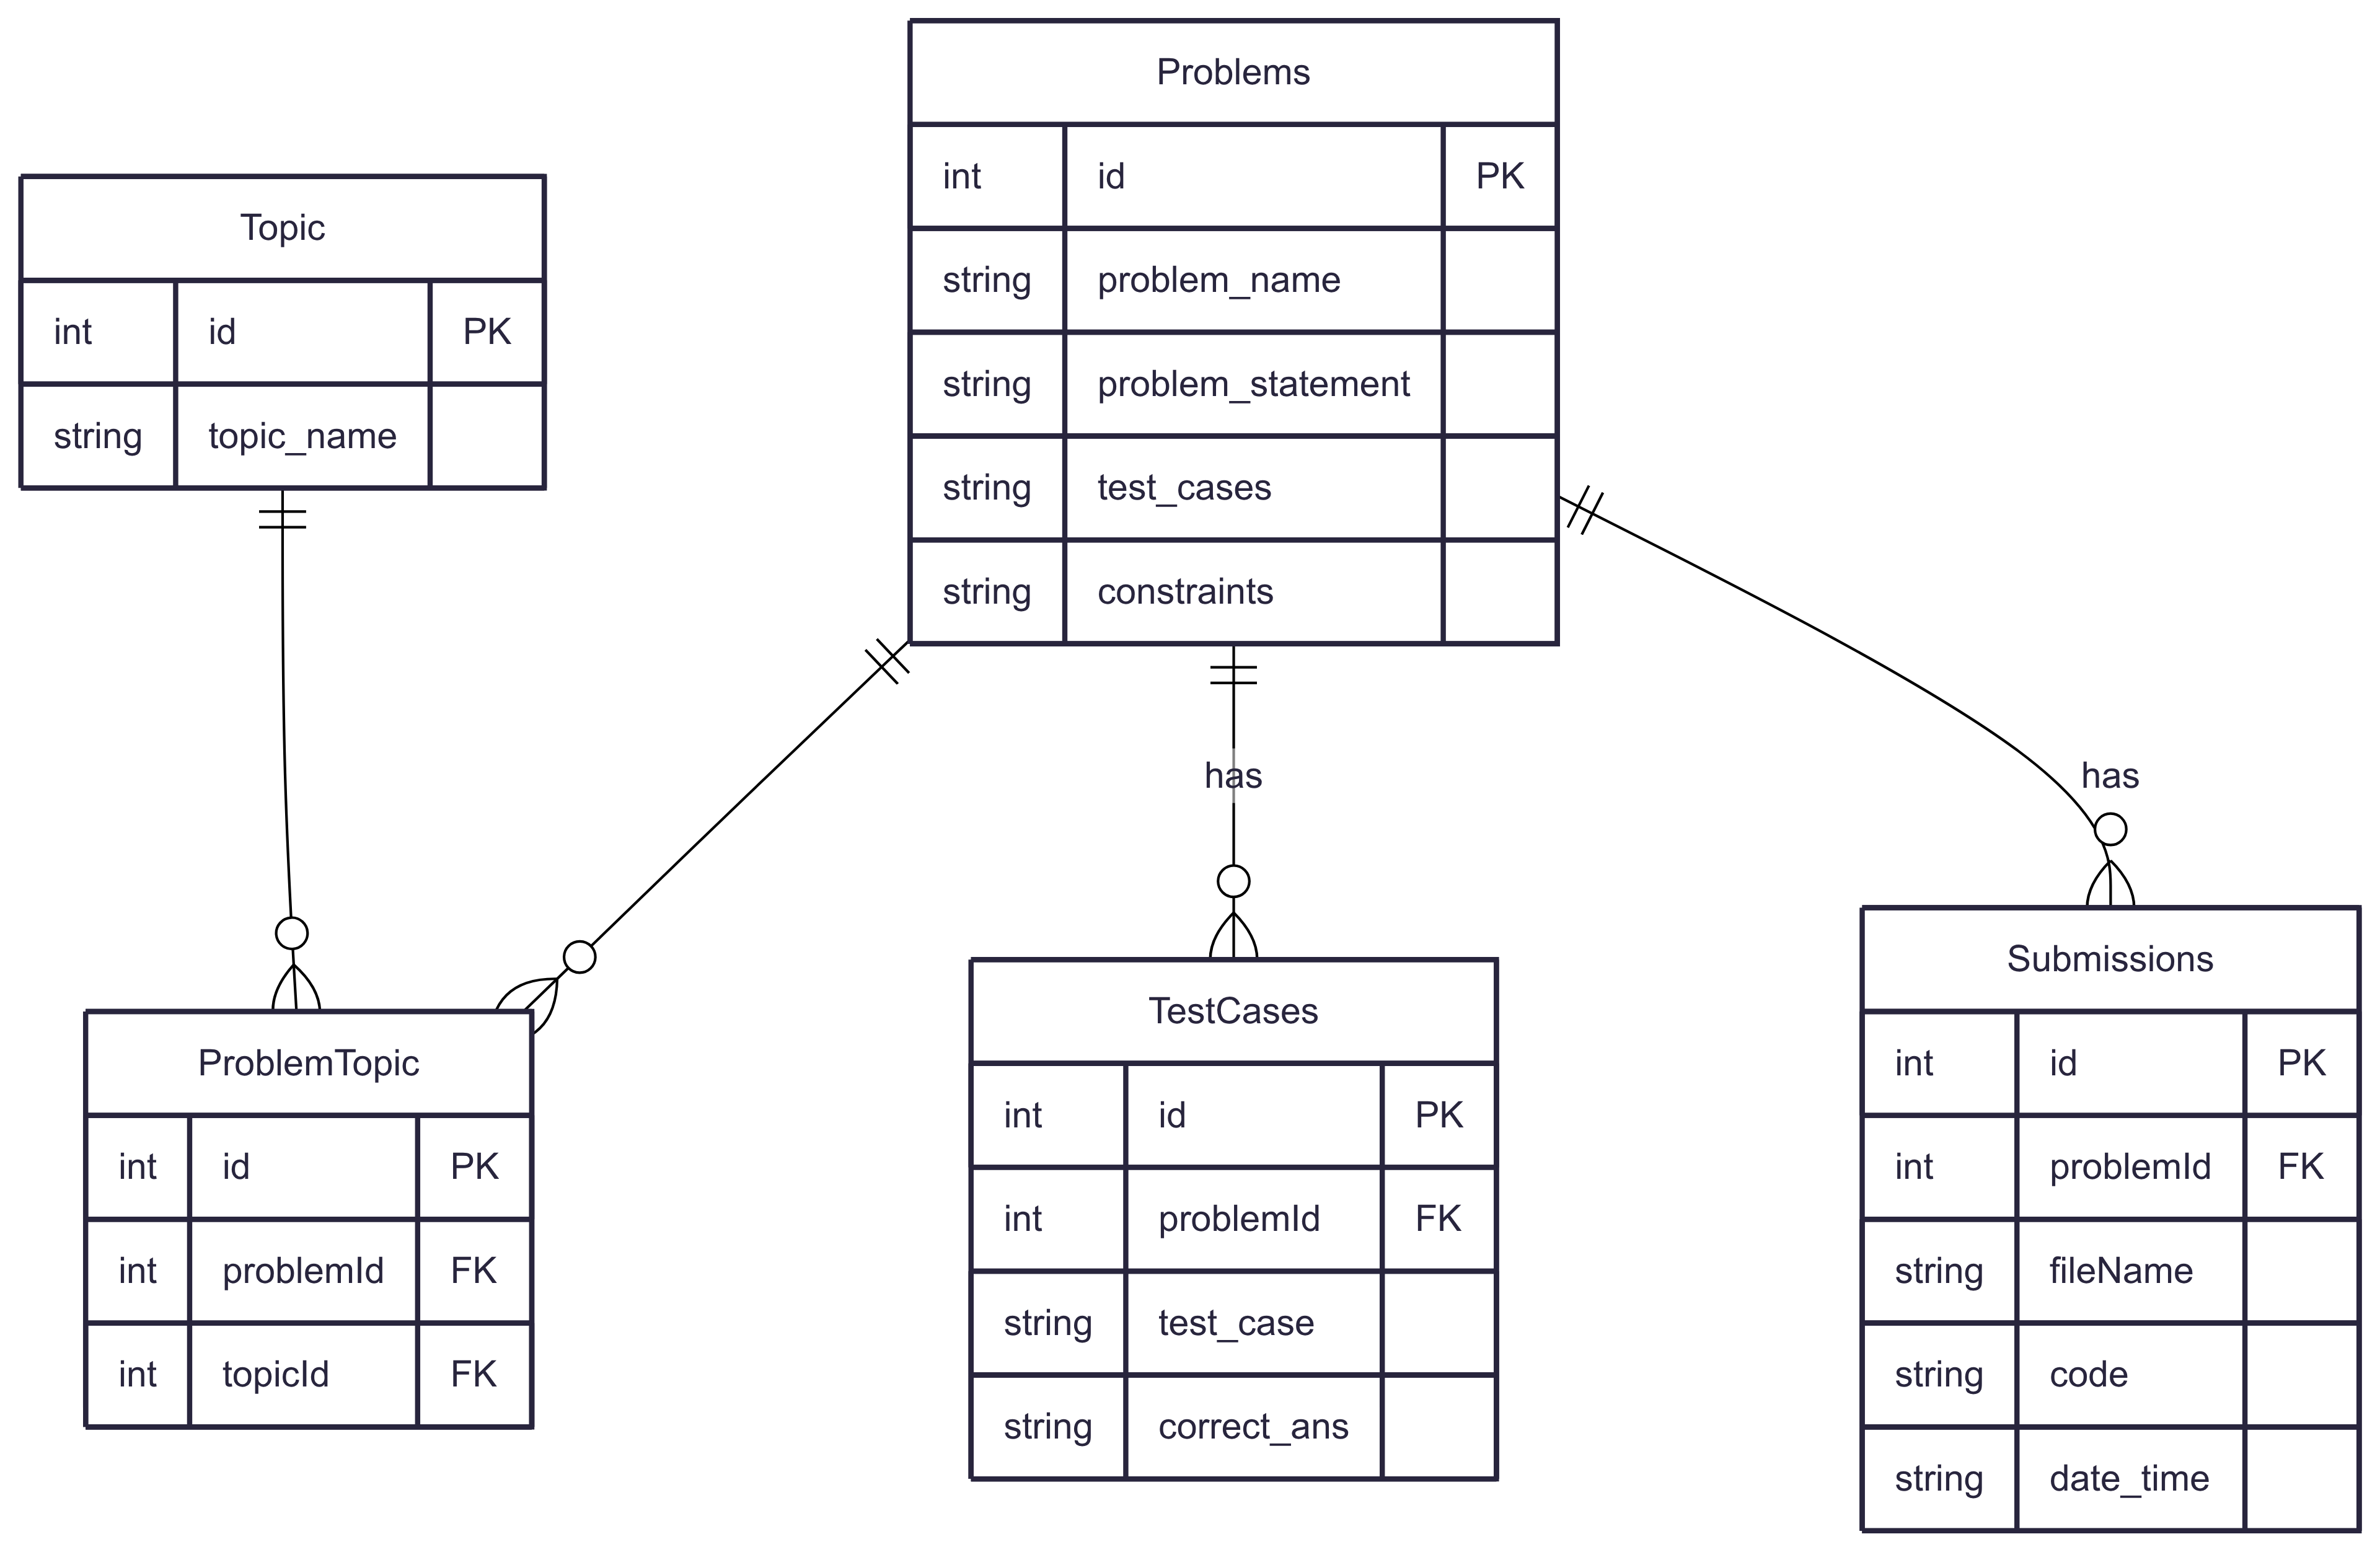 Problems
int id PK
string problem_name
string problem_statement
string test_cases
string constraints
Topic
int id PK
string topic_name
has
has
ProblemTopic
int id PK
int problemId FK
int topicId FK
TestCases
int id PK
int problemId FK
string test_case
string correct_ans
Submissions
int id PK
int problemId FK
string fileName
string code
string date_time